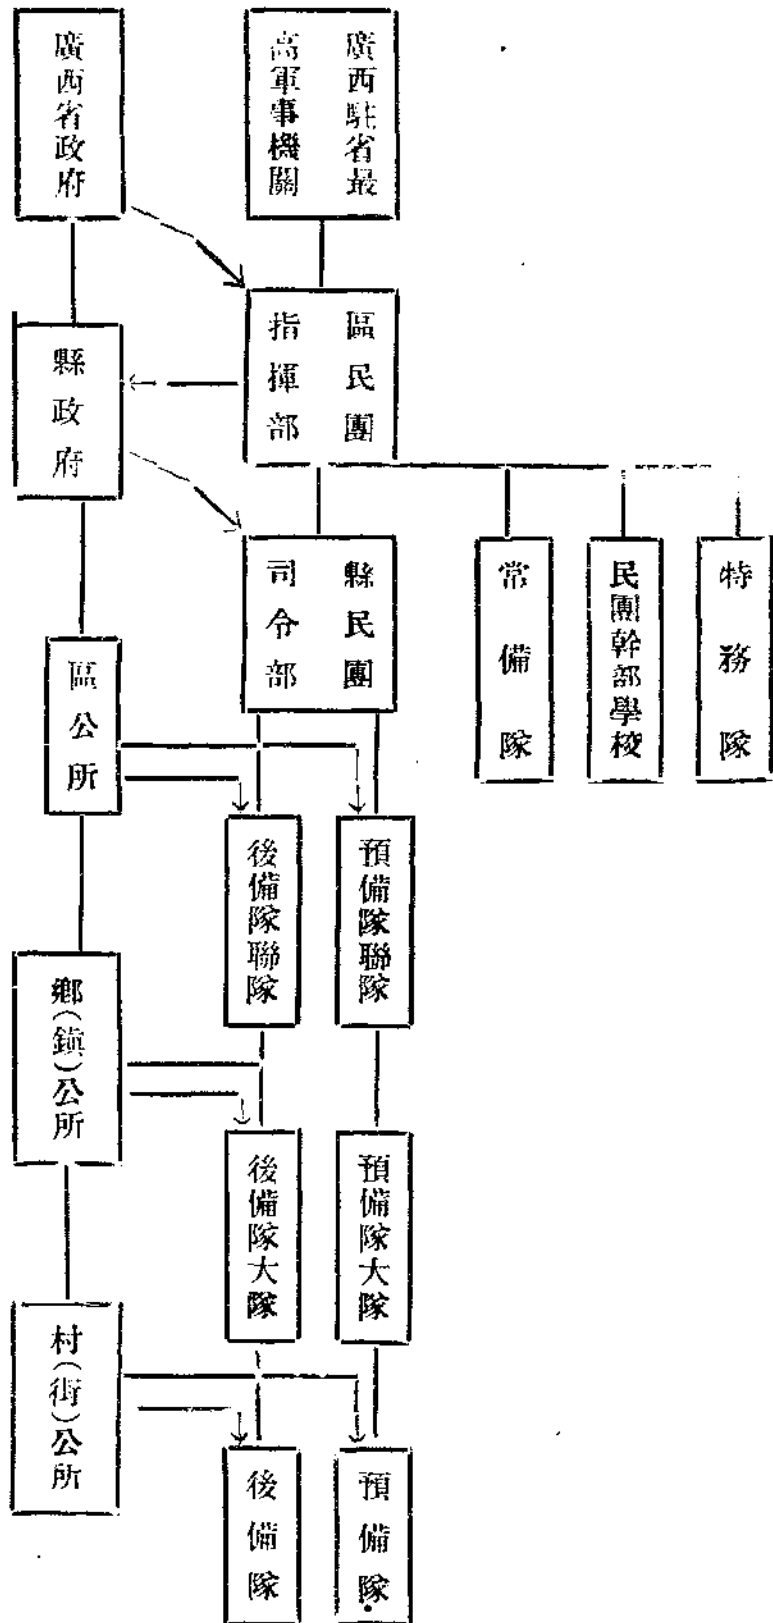 廣西駐省最
高軍事機關
廣西省政府
區民團
指揮部
縣政府
特務隊
民團幹部學校
常備隊
縣民團
司令部
區公所
預備隊聯隊
後備隊聯隊
鄉(鎮)公所
預備隊大隊
後備隊大隊
村(街)公所
預備隊
後備隊